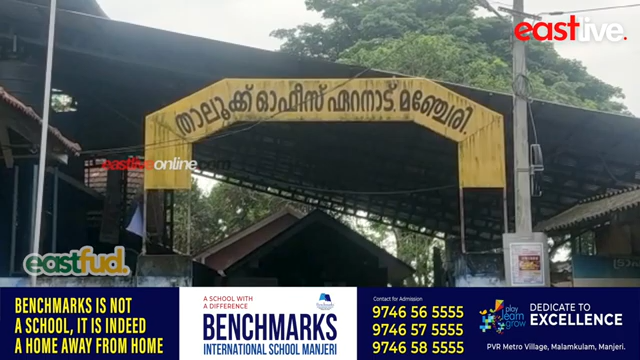 eastlive.
താലൂക്ക് ഓഫീസ് ഏറനാട്, മഞ്ചേരി.
eastliveonline.com
eastfud.
BENCHMARKS IS NOT
A SCHOOL, IT IS INDEED
A HOME AWAY FROM HOME
A SCHOOL WITH
A DIFFERENCE
BENCHMARKS
INTERNATIONAL SCHOOL MANJERI
Contact for Admission
9746 56 5555
9746 57 5555
9746 58 5555
play
learn
grow
DEDICATE TO
EXCELLENCE
PVR Metro Village, Malamkulam, Manjeri.